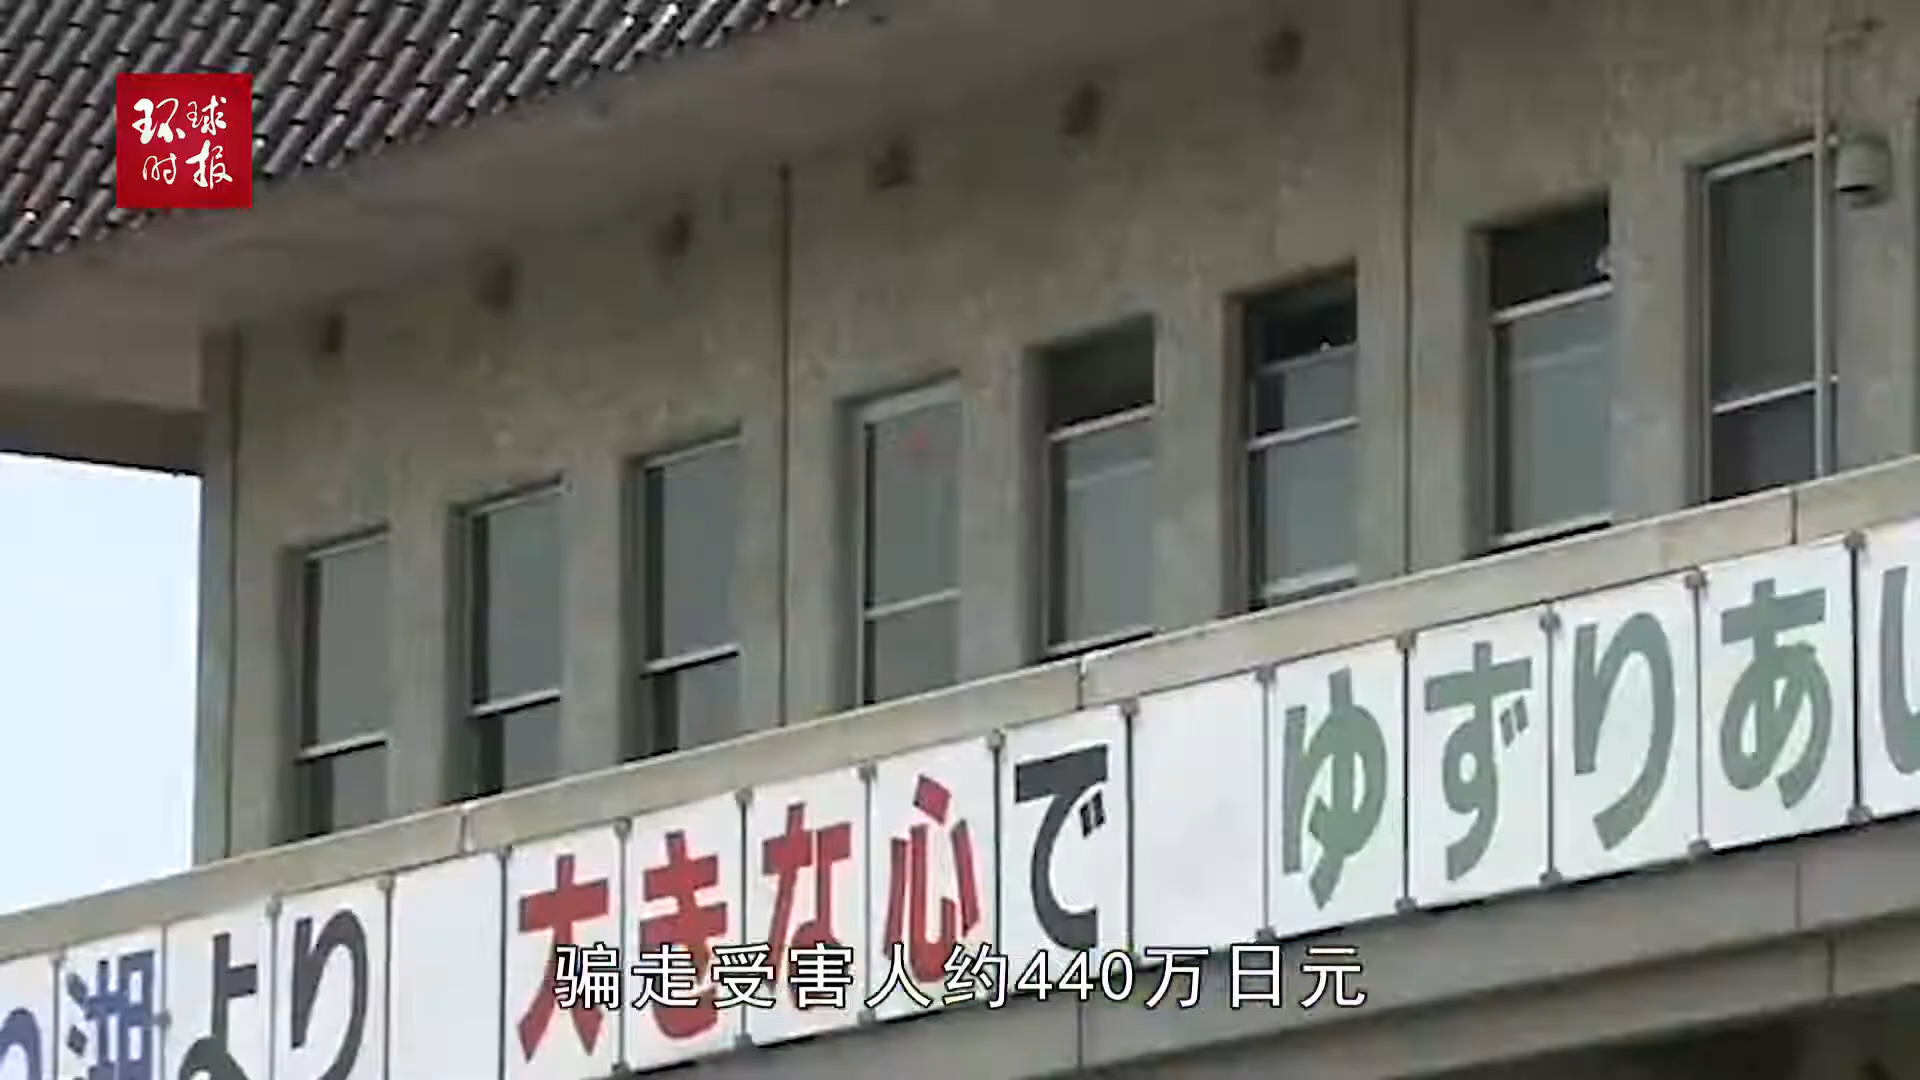 环球
时报
湖より 大きな心で ゆずりあい
骗走受害人约440万日元